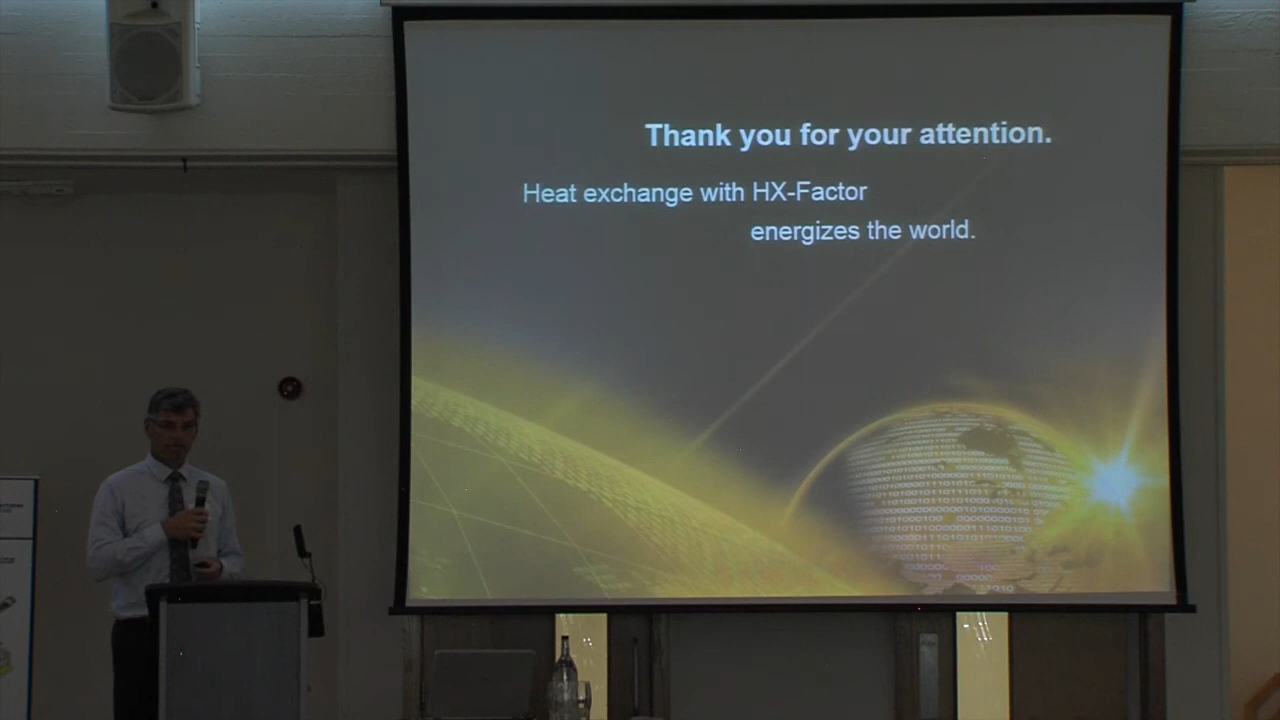 Thank you for your attention.
Heat exchange with HX-Factor
energizes the world.